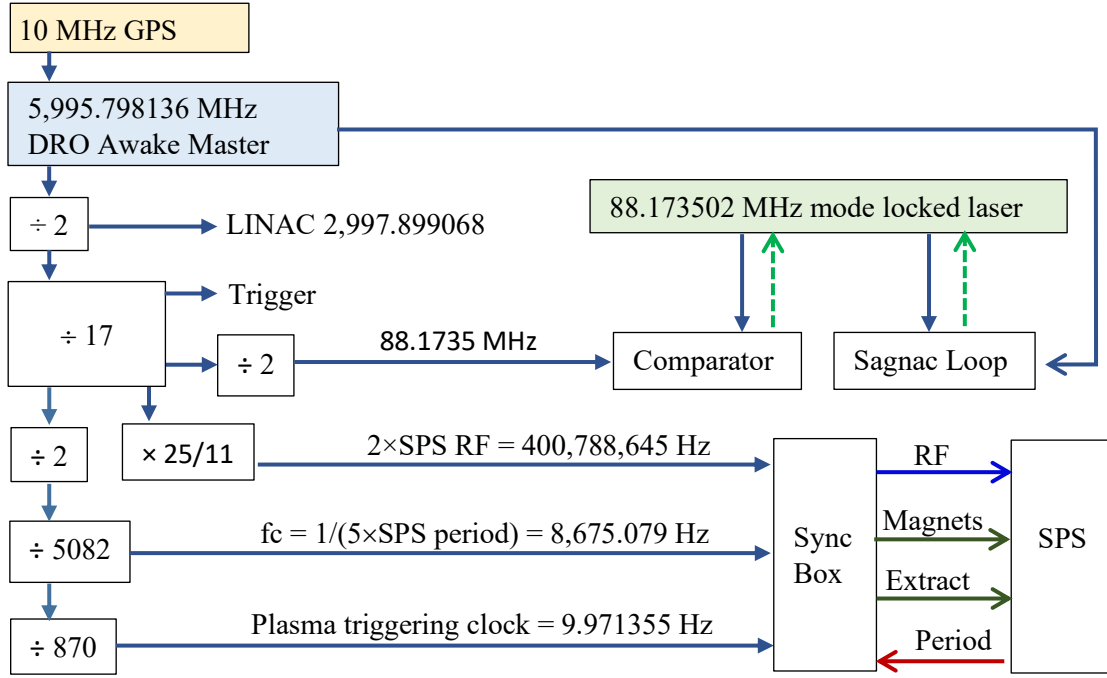 10 MHz GPS
5,995.798136 MHz
DRO Awake Master
÷ 2
LINAC 2,997.899068
88.173502 MHz mode locked laser
÷ 17
Trigger
÷ 2
88.1735 MHz
Comparator
Sagnac Loop
÷ 2
× 25/11
2×SPS RF = 400,788,645 Hz
÷ 5082
fc = 1/(5×SPS period) = 8,675.079 Hz
÷ 870
Plasma triggering clock = 9.971355 Hz
Sync
Box
RF
Magnets
Extract
Period
SPS